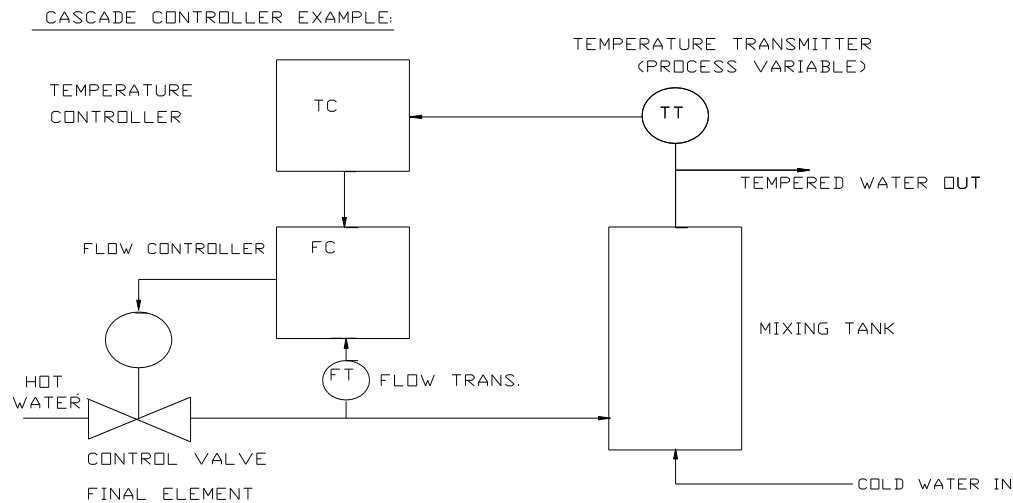 CASCADE CONTROLLER EXAMPLE:
TEMPERATURE TRANSMITTER
(PROCESS VARIABLE)
TEMPERATURE
CONTROLLER
TC
TT
TEMPERED WATER OUT
FLOW CONTROLLER
FC
MIXING TANK
HOT
WATER
FT
FLOW TRANS.
CONTROL VALVE
FINAL ELEMENT
COLD WATER IN